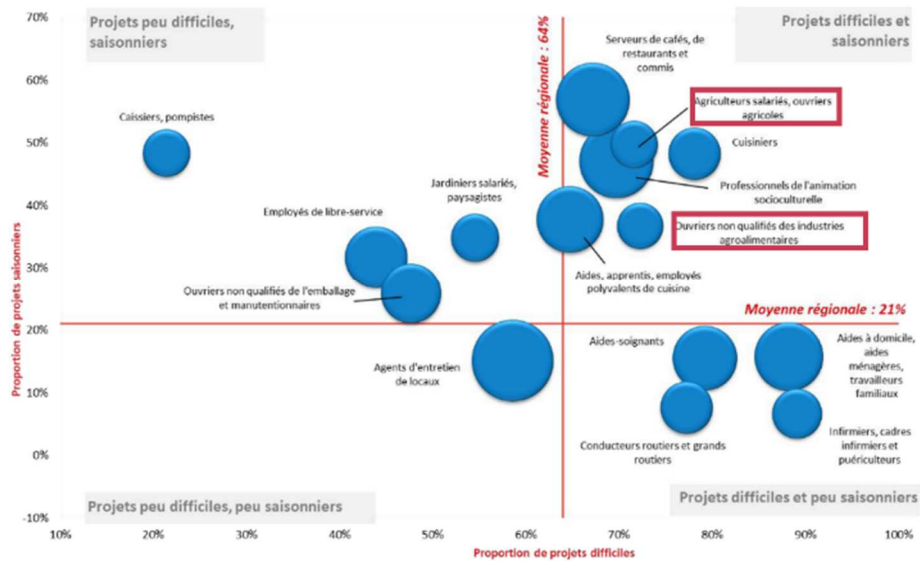 70%
Projets peu difficiles,
saisonniers
Projets difficiles et
saisonniers
Moyenne régionale : 64%
Serveurs de cafés, de
restaurants et
commis
60%
Agriculteurs salariés, ouvriers
agricoles
Caissiers, pompistes
50%
Cuisiniers
Jardiniers salariés,
paysagistes
Professionnels de l'animation
socioculturelle
40%
Employés de libre-service
Ouvriers non qualifiés des industries
agroalimentaires
30%
Ouvriers non qualifiés de l'emballage
et manutentionnaires
Aides, apprentis, employés
polyvalents de cuisine
Moyenne régionale : 21%
20%
Aides-soignants
Aides à domicile,
aides
ménagères,
travailleurs
familiaux
Agents d'entretien
de locaux
10%
Conducteurs routiers et grands
routiers
Infirmiers, cadres
infirmiers et
puériculteurs
0%
Projets peu difficiles, peu saisonniers
Projets difficiles et peu saisonniers
-10%
Proportion de projets saisonniers
10% 20% 30% 40% 50% 60% 70% 80% 90% 100%
Proportion de projets difficiles